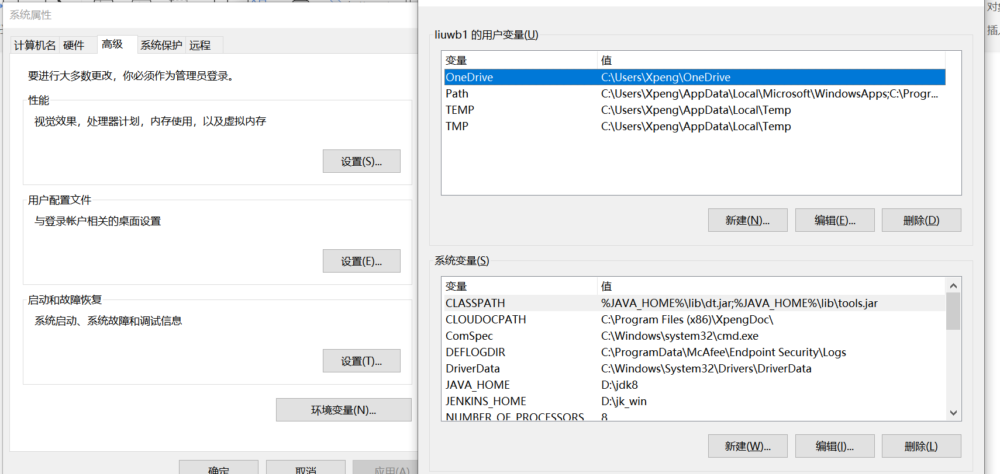 系统属性
计算机名 硬件 高级 系统保护 远程
要进行大多数更改，你必须作为管理员登录。
性能
视觉效果，处理器计划，内存使用，以及虚拟内存
设置(S)...
用户配置文件
与登录帐户相关的桌面设置
设置(E)...
启动和故障恢复
系统启动、系统故障和调试信息
设置(T)...
环境变量(N)...
确定 取消 应用(A)
liuwb1 的用户变量(U)
变量 值
OneDrive C:\Users\Xpeng\OneDrive
Path C:\Users\Xpeng\AppData\Local\Microsoft\WindowsApps;C:\Progr...
TEMP C:\Users\Xpeng\AppData\Local\Temp
TMP C:\Users\Xpeng\AppData\Local\Temp
新建(N)... 编辑(E)... 删除(D)
系统变量(S)
变量 值
CLASSPATH %JAVA_HOME%\lib\dt.jar;%JAVA_HOME%\lib\tools.jar
CLOUDOCPATH C:\Program Files (x86)\XpengDoc\
ComSpec C:\Windows\system32\cmd.exe
DEFLOGDIR C:\ProgramData\McAfee\Endpoint Security\Logs
DriverData C:\Windows\System32\Drivers\DriverData
JAVA_HOME D:\jdk8
JENKINS_HOME D:\jk_win
NUMBER_OF_PROCESSORS 8
新建(W)... 编辑(I)... 删除(L)
对
插